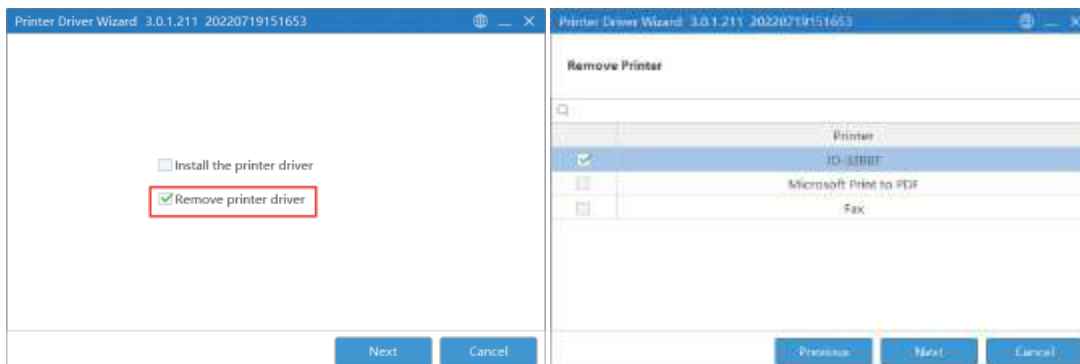 Printer Driver Wizard 3.0.1.211 20220719151653
Install the printer driver
Remove printer driver
Next
Cancel
Printer Driver Wizard 3.0.1.211 20220719151653
Remove Printer
Printer
Microsoft Print to PDF
Fax
Previous
Next
Cancel